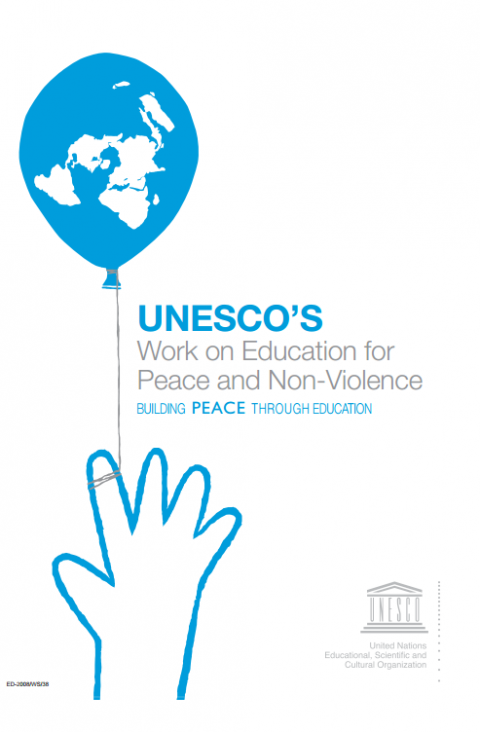 UNESCO'S
Work on Education for
Peace and Non-Violence
BUILDING PEACE THROUGH EDUCATION
UNESCO
United Nations
Educational, Scientific and
Cultural Organization
ED-2008/WS/38